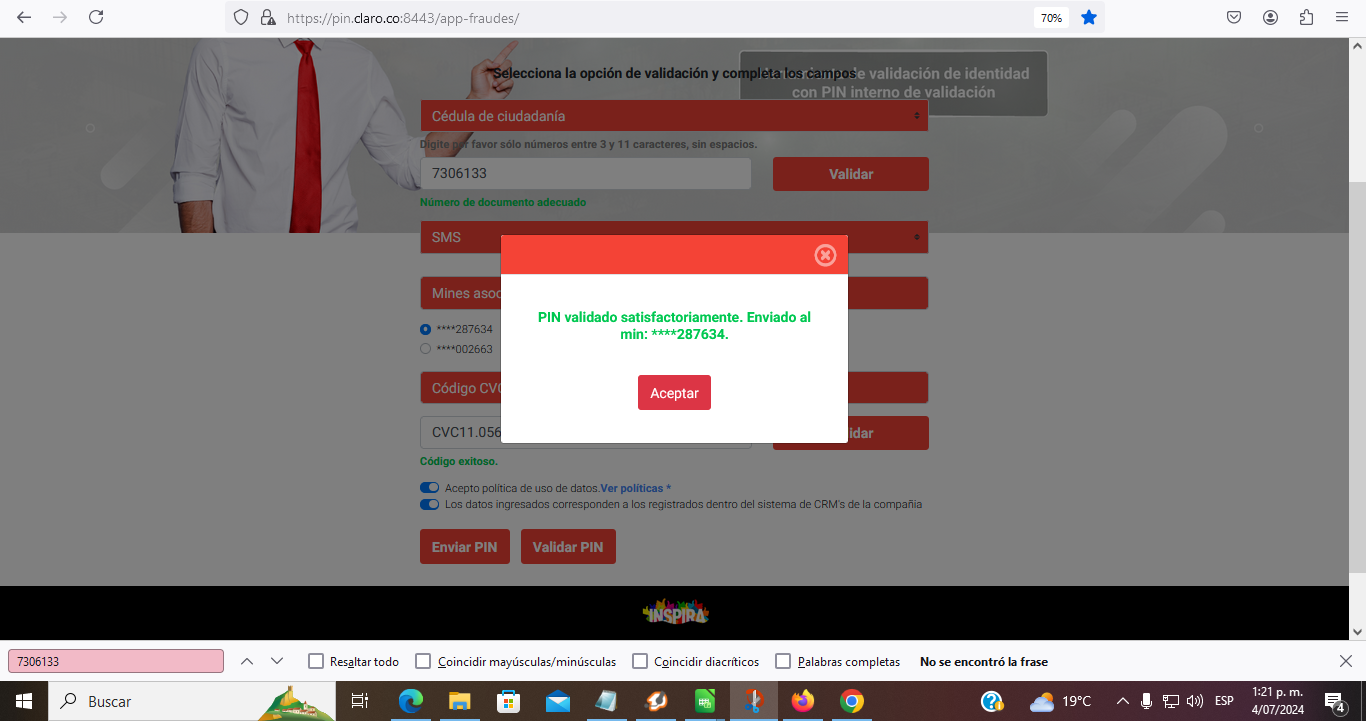 https://pin.claro.co:8443/app-fraudes/
70%
Selecciona la opción de validación y completa los campos
de validación de identidad
con PIN interno de validación
Cédula de ciudadanía
Digite por favor sólo números entre 3 y 11 caracteres, sin espacios.
7306133
Validar
Número de documento adecuado
SMS
Mines asoc
PIN validado satisfactoriamente. Enviado al
min: ****287634.
****287634
****002663
Aceptar
Código CVC
CVC11.056
idar
Código exitoso.
Acepto política de uso de datos.Ver políticas *
Los datos ingresados corresponden a los registrados dentro del sistema de CRM's de la compañia
Enviar PIN
Validar PIN
INSPIRA
7306133
Resaltar todo
Coincidir mayúsculas/minúsculas
Coincidir diacríticos
Palabras completas
No se encontró la frase
Buscar
19°C
ESP
1:21 p. m.
4/07/2024
4